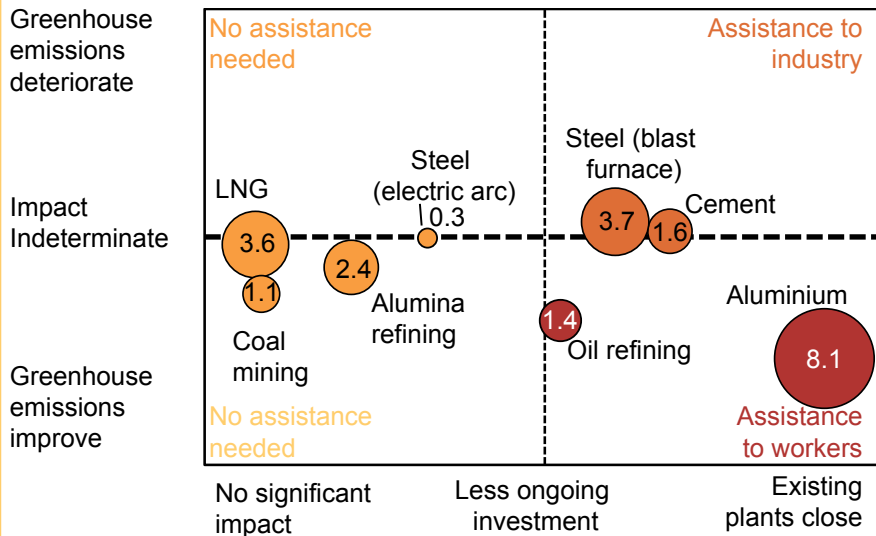 Greenhouse
emissions
deteriorate
No assistance
needed
Assistance to
industry
Steel (blast
furnace)
Steel
(electric arc)
0.3
LNG
Impact
Indeterminate
3.6
3.7
1.6
Cement
2.4
1.1
Alumina
refining
Coal
mining
1.4
Oil refining
Aluminium
8.1
Greenhouse
emissions
improve
No assistance
needed
Assistance
to workers
No significant
impact
Less ongoing
investment
Existing
plants close